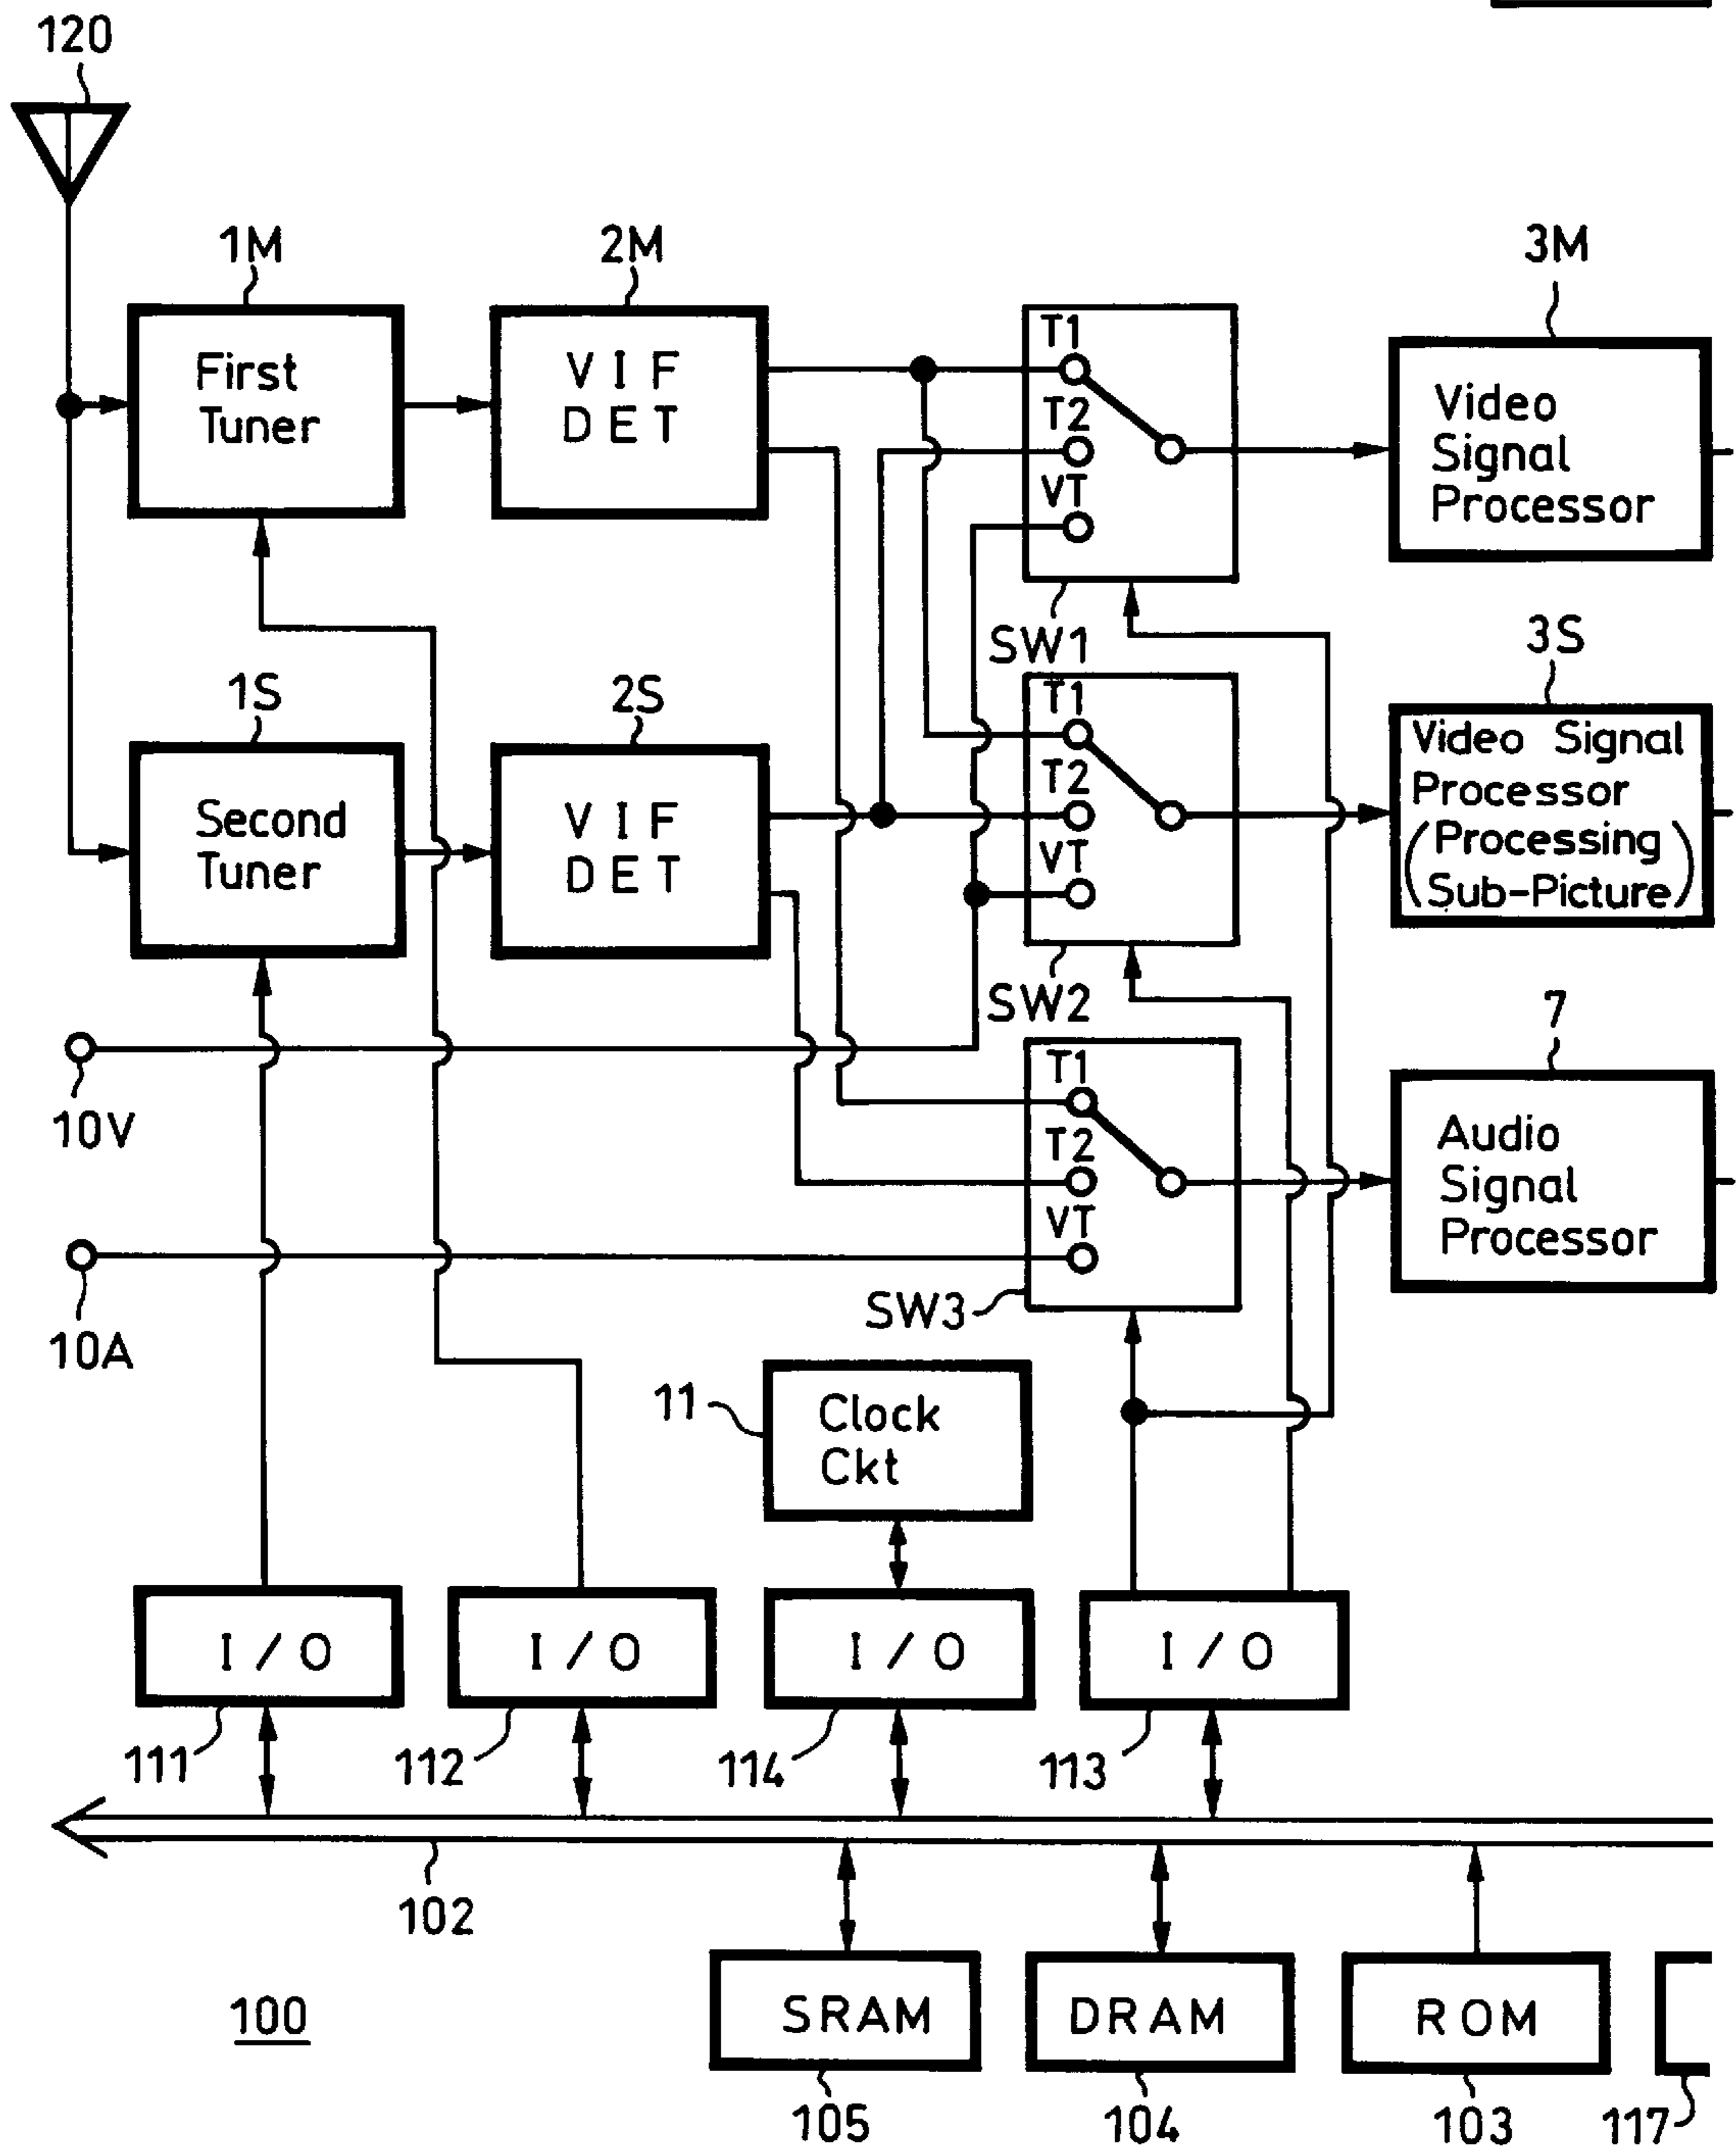 120
1M
2M
3M
First
Tuner
V I F
D E T
T1
T2
VT
Video
Signal
Processor
SW1
1S
2S
3S
Second
Tuner
V I F
D E T
T1
T2
VT
Video Signal
Processor
(Processing
Sub-Picture)
SW2
7
10V
T1
T2
VT
Audio
Signal
Processor
10A
SW3
11
Clock
Ckt
I / O
I / O
I / O
I / O
111
112
114
113
102
100
SRAM
DRAM
ROM
105
104
103
117